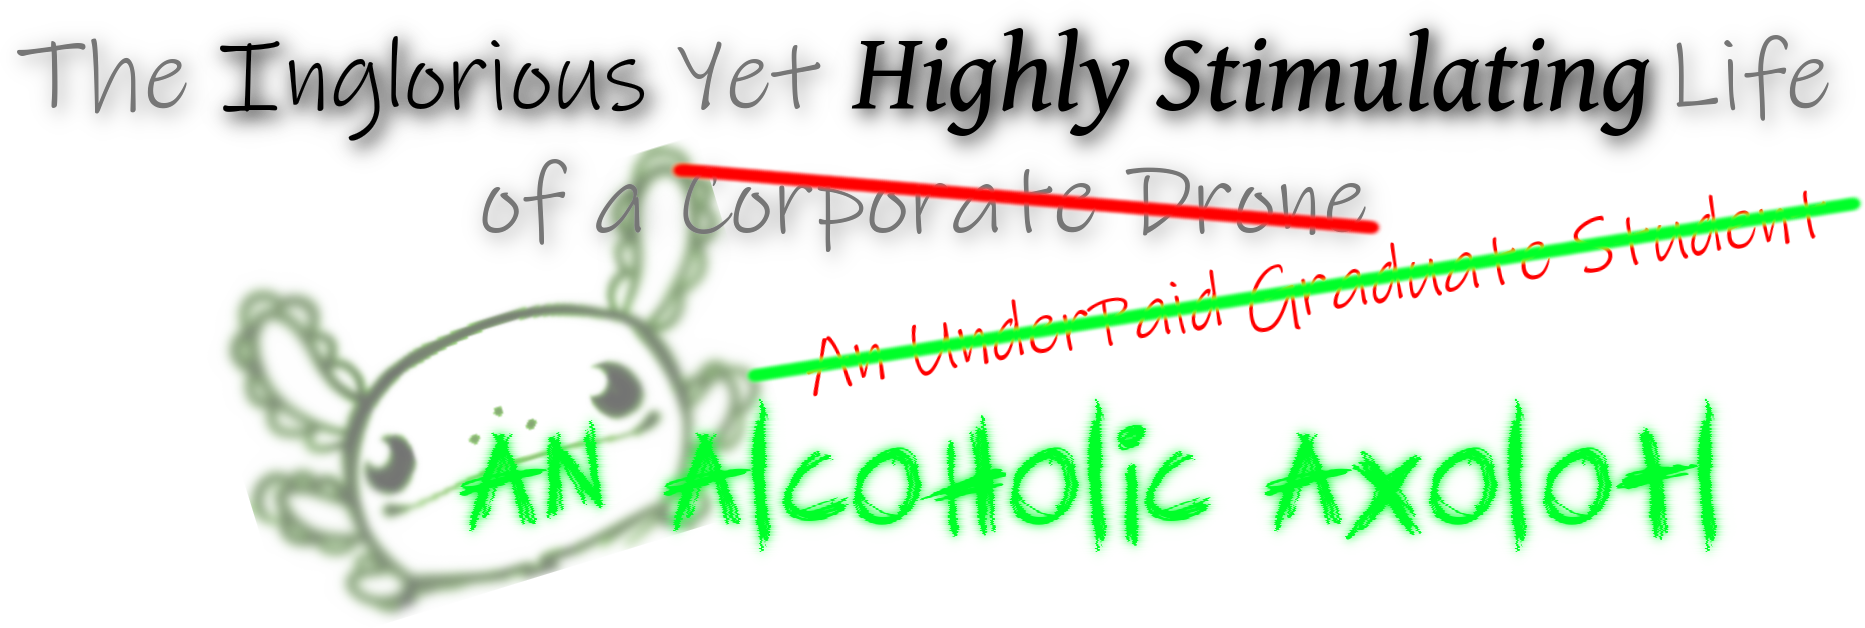 The Inglorious Yet Highly Stimulating Life
of a Corporate Drone
An UnderPaid Graduate Student
AN AlcoHolic AxoloTl